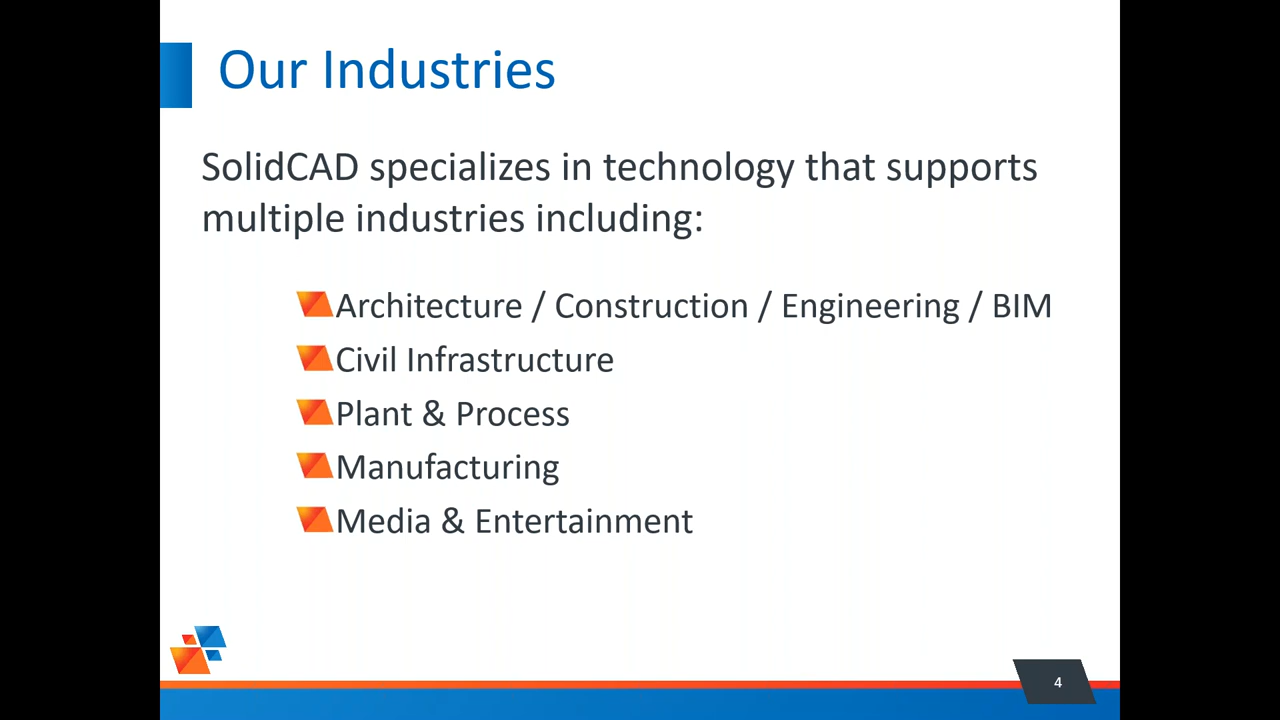 Our Industries
SolidCAD specializes in technology that supports
multiple industries including:
Architecture / Construction / Engineering / BIM
Civil Infrastructure
Plant & Process
Manufacturing
Media & Entertainment
4